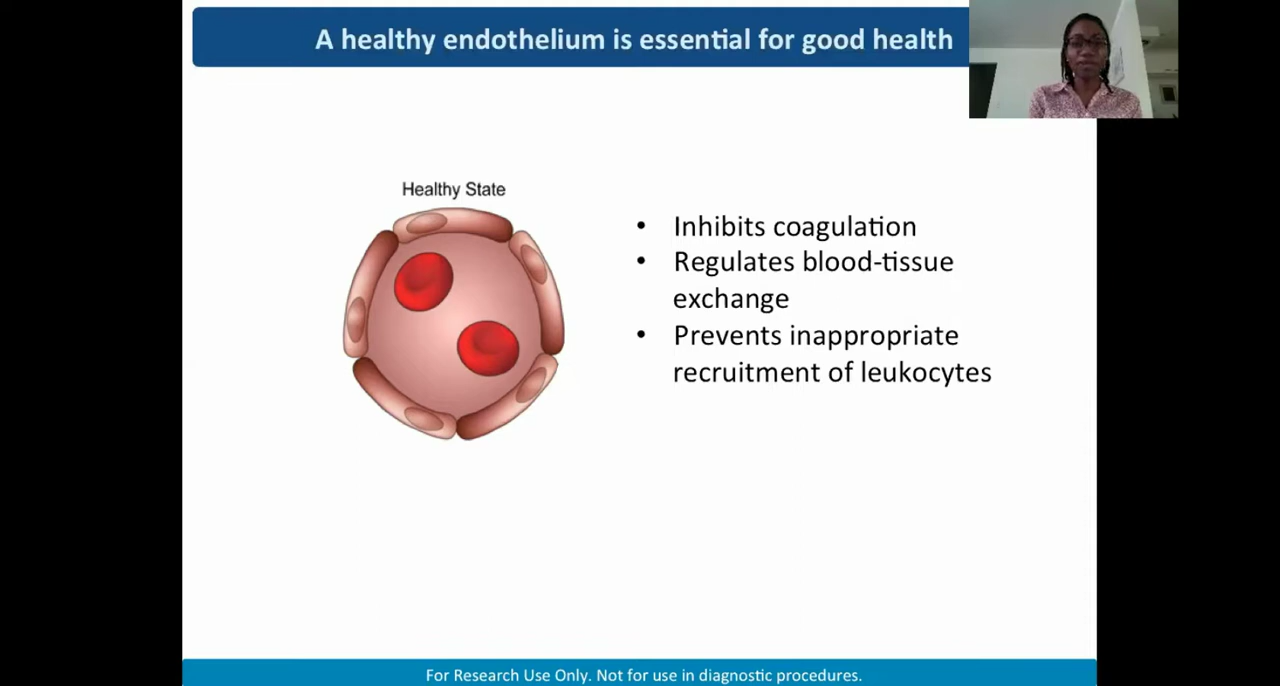 A healthy endothelium is essential for good health
Healthy State
• Inhibits coagulation
• Regulates blood-tissue
exchange
• Prevents inappropriate
recruitment of leukocytes
For Research Use Only. Not for use in diagnostic procedures.